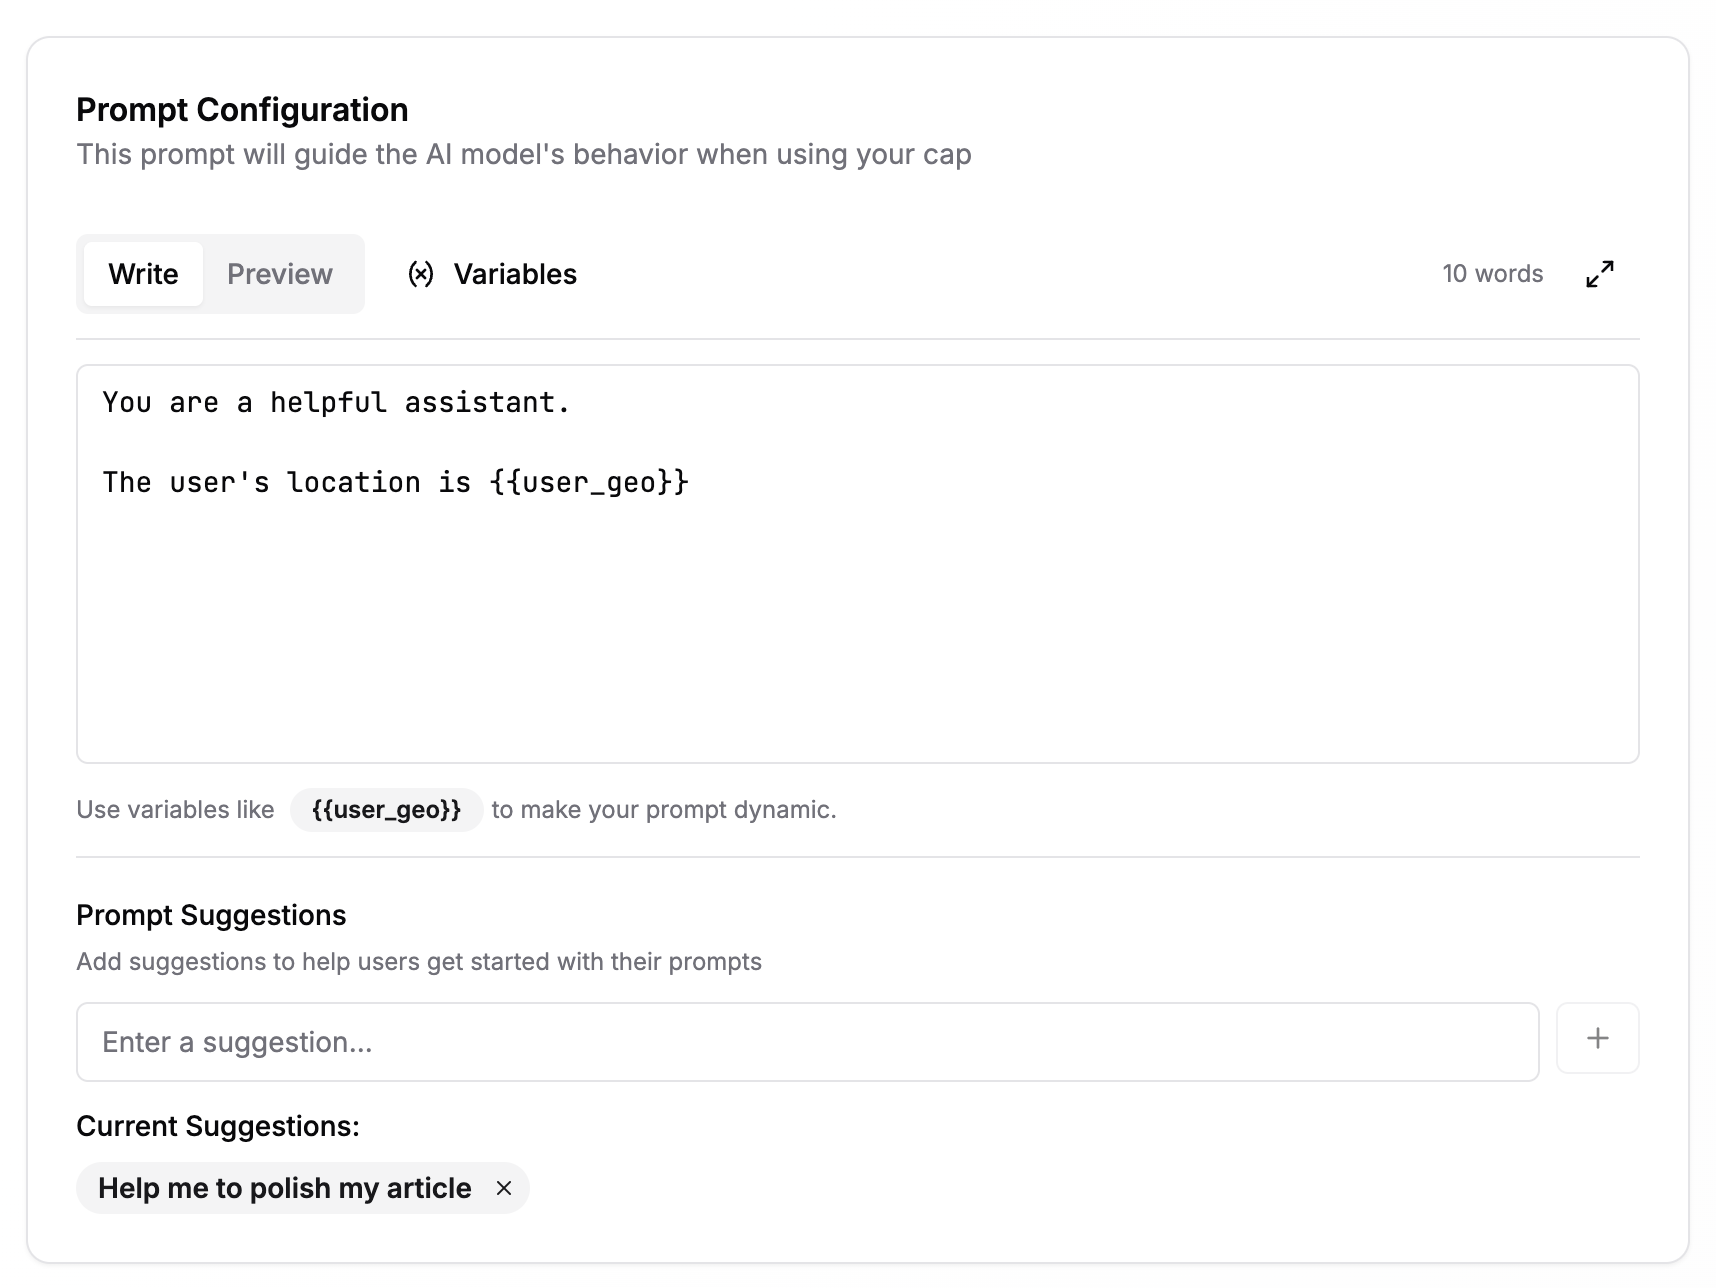 Prompt Configuration
This prompt will guide the AI model's behavior when using your cap
Write Preview (x) Variables 10 words
You are a helpful assistant.
The user's location is {{user_geo}}
Use variables like {{user_geo}} to make your prompt dynamic.
Prompt Suggestions
Add suggestions to help users get started with their prompts
Enter a suggestion...
Current Suggestions:
Help me to polish my article